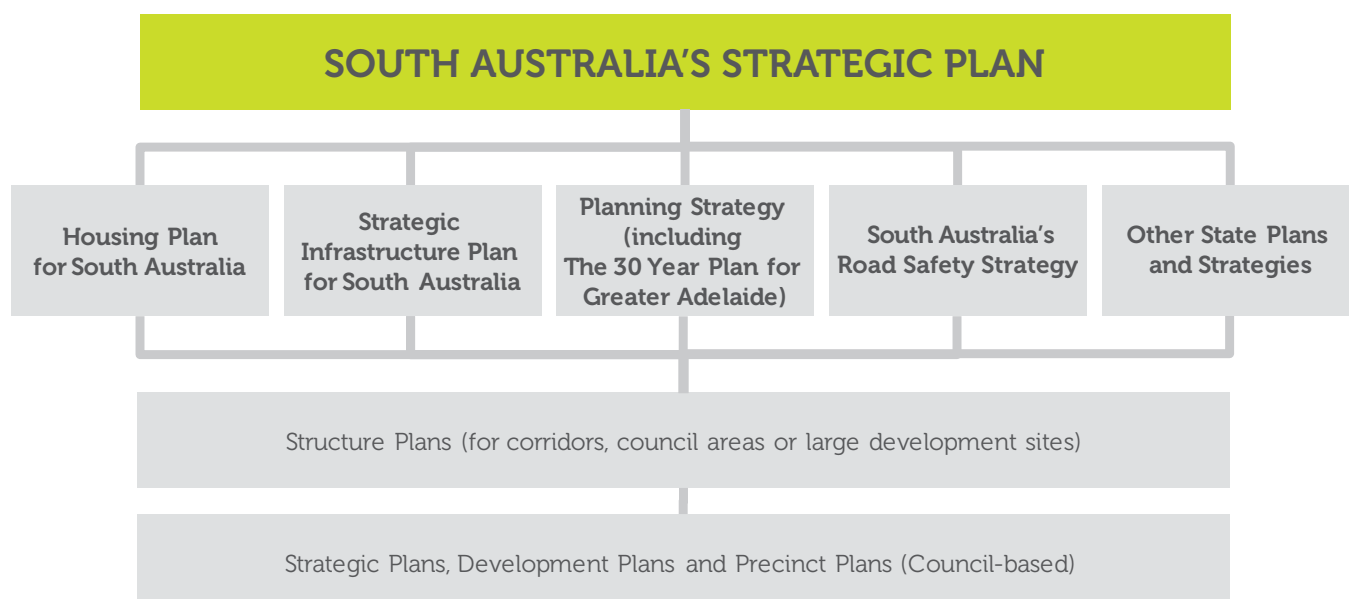 SOUTH AUSTRALIA'S STRATEGIC PLAN
Housing Plan
for South Australia
Strategic
Infrastructure Plan
for South Australia
Planning Strategy
(including
The 30 Year Plan for
Greater Adelaide)
South Australia's
Road Safety Strategy
Other State Plans
and Strategies
Structure Plans (for corridors, council areas or large development sites)
Strategic Plans, Development Plans and Precinct Plans (Council-based)